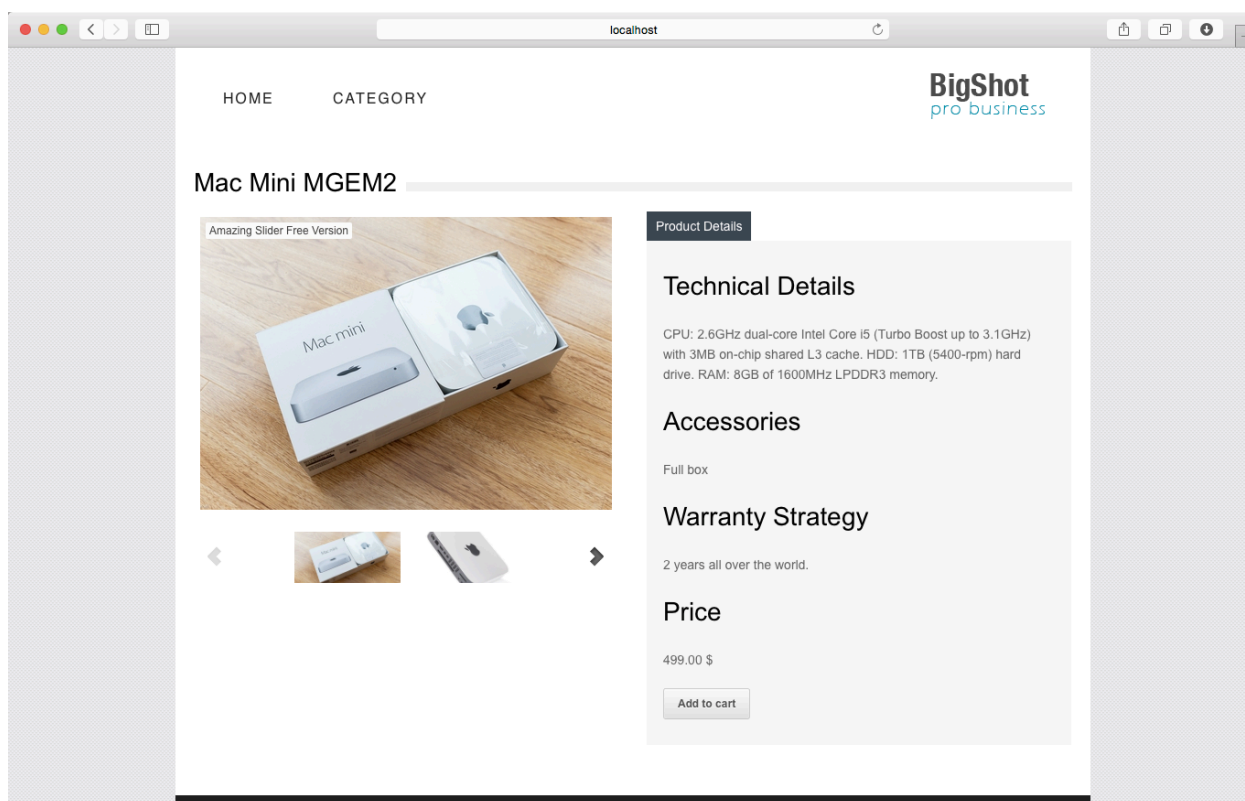 localhost
HOME
CATEGORY
BigShot
pro business
Mac Mini MGEM2
Amazing Slider Free Version
Mac mini
Product Details
Technical Details
CPU: 2.6GHz dual-core Intel Core i5 (Turbo Boost up to 3.1GHz)
with 3MB on-chip shared L3 cache. HDD: 1TB (5400-rpm) hard
drive. RAM: 8GB of 1600MHz LPDDR3 memory.
Accessories
Full box
Warranty Strategy
2 years all over the world.
Price
499.00 $
Add to cart